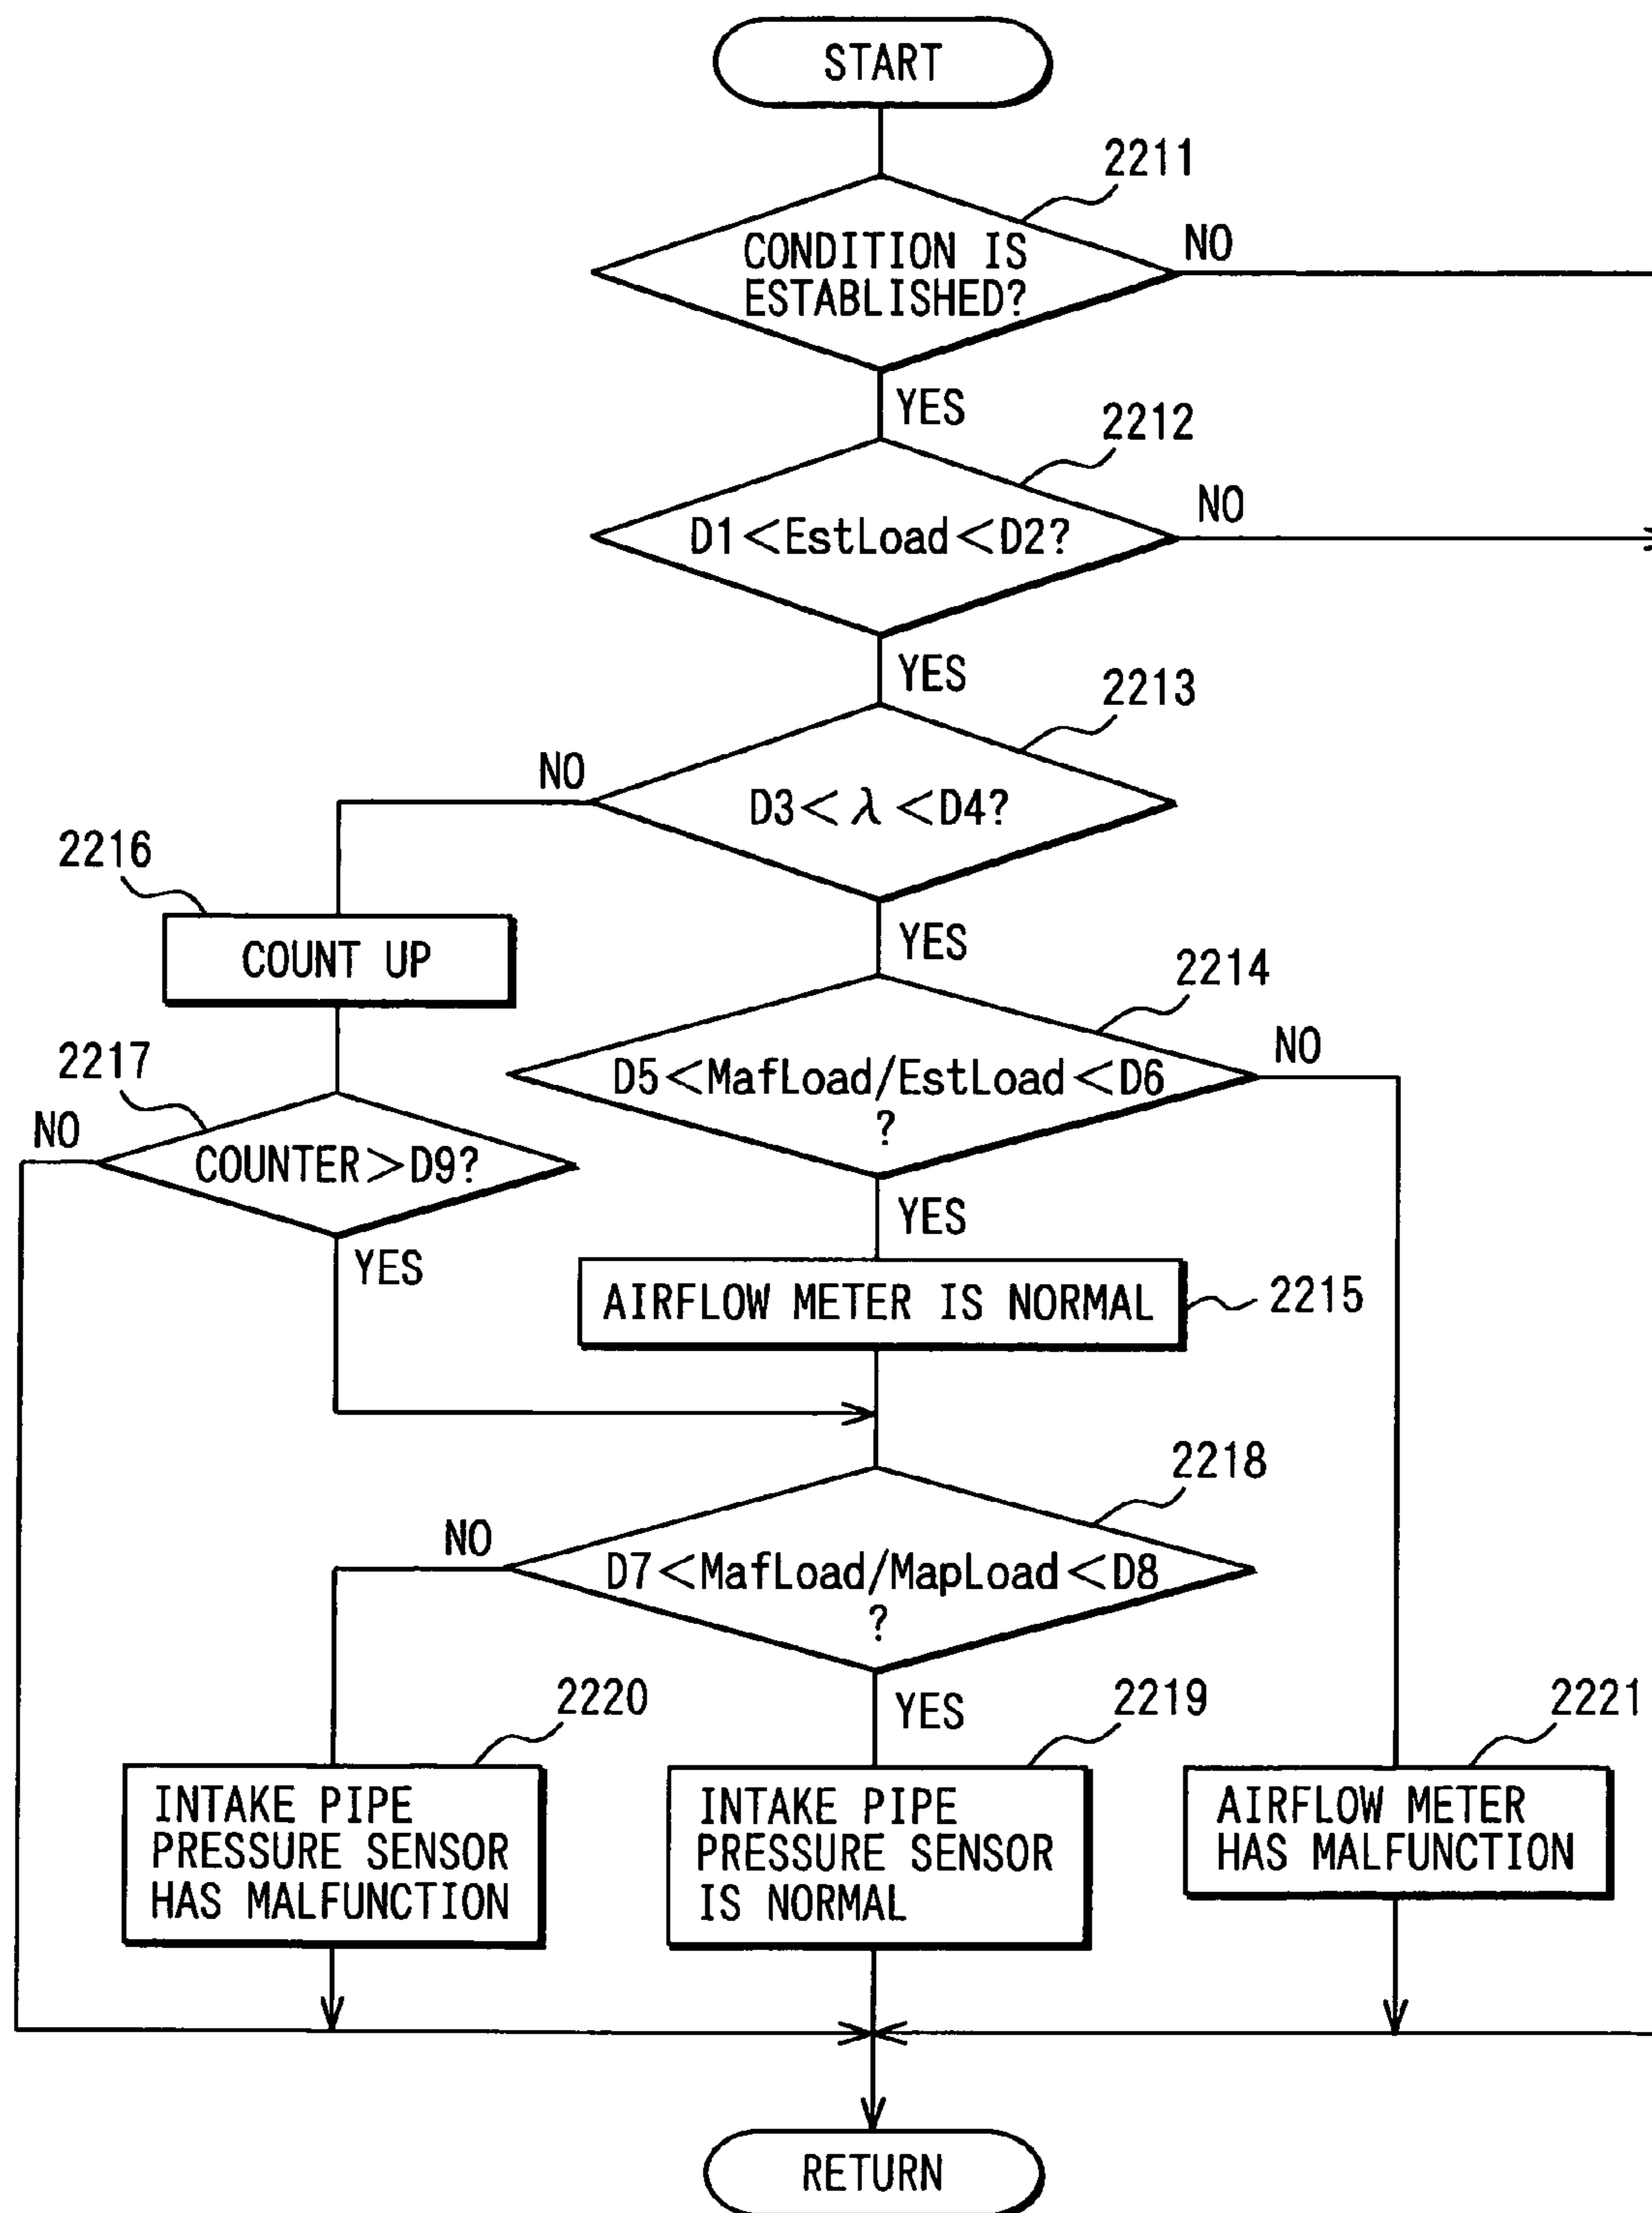 START
2211
CONDITION IS
ESTABLISHED?
NO
YES
2212
D1<EstLoad<D2?
NO
YES
2213
NO
D3<λ<D4?
2216
COUNT UP
YES
2214
2217
NO
D5<MafLoad/EstLoad<D6
?
NO
COUNTER>D9?
YES
YES
AIRFLOW METER IS NORMAL
2215
2218
NO
D7<MafLoad/MapLoad<D8
?
2220
YES
2219
2221
INTAKE PIPE
PRESSURE SENSOR
HAS MALFUNCTION
INTAKE PIPE
PRESSURE SENSOR
IS NORMAL
AIRFLOW METER
HAS MALFUNCTION
RETURN